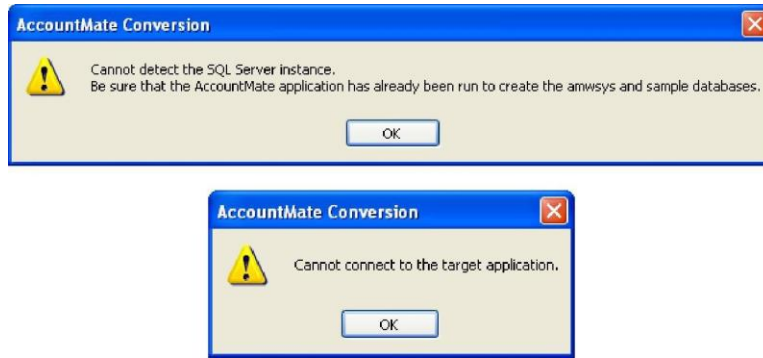 AccountMate Conversion
Cannot detect the SQL Server instance.
Be sure that the AccountMate application has already been run to create the amwsys and sample databases.
OK
AccountMate Conversion
Cannot connect to the target application.
OK